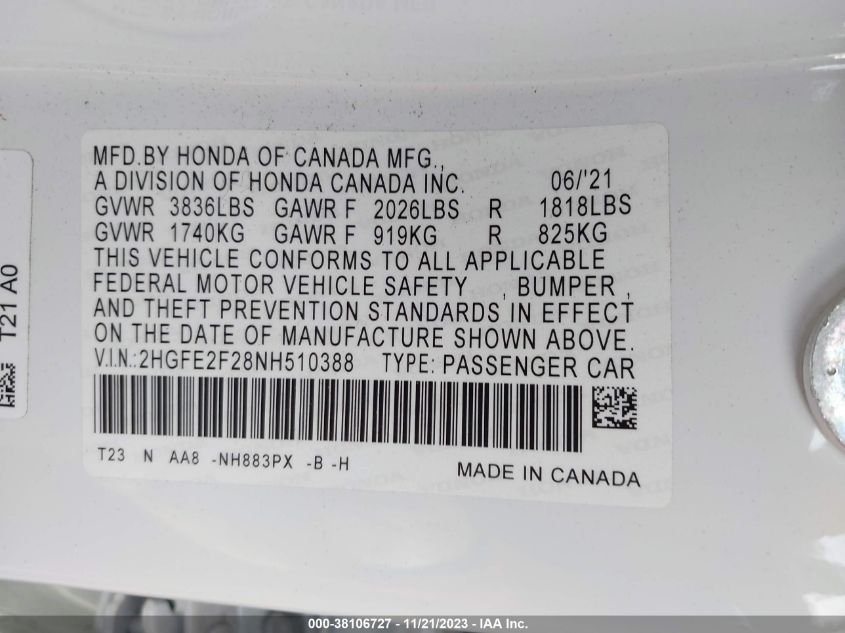 MFD.BY HONDA OF CANADA MFG.,
A DIVISION OF HONDA CANADA INC. 06/'21
GVWR 3836LBS GAWR F 2026LBS R 1818LBS
GVWR 1740KG GAWR F 919KG R 825KG
THIS VEHICLE CONFORMS TO ALL APPLICABLE
FEDERAL MOTOR VEHICLE SAFETY , BUMPER ,
AND THEFT PREVENTION STANDARDS IN EFFECT
ON THE DATE OF MANUFACTURE SHOWN ABOVE.
V.I.N.:2HGFE2F28NH510388 TYPE: PASSENGER CAR
T23 N AA8 -NH883PX -B -H
MADE IN CANADA
T21 A0
000-38106727 - 11/21/2023 - IAA Inc.